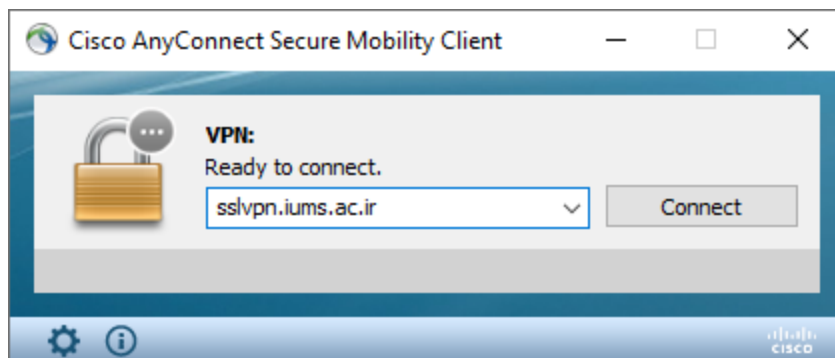 Cisco AnyConnect Secure Mobility Client
VPN:
Ready to connect.
sslvpn.iums.ac.ir
Connect
CISCO